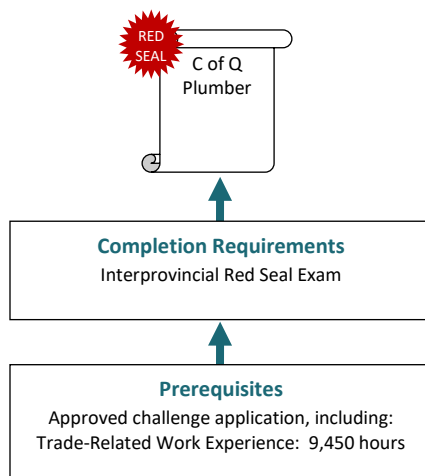 RED
SEAL
C of Q
Plumber
Completion Requirements
Interprovincial Red Seal Exam
Prerequisites
Approved challenge application, including:
Trade-Related Work Experience: 9,450 hours